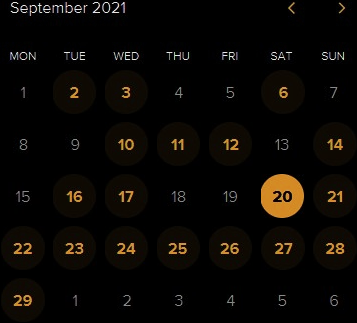 September 2021
MON TUE WED THU FRI SAT SUN
1 2 3 4 5 6 7
8 9 10 11 12 13 14
15 16 17 18 19 20 21
22 23 24 25 26 27 28
29 1 2 3 4 5 6